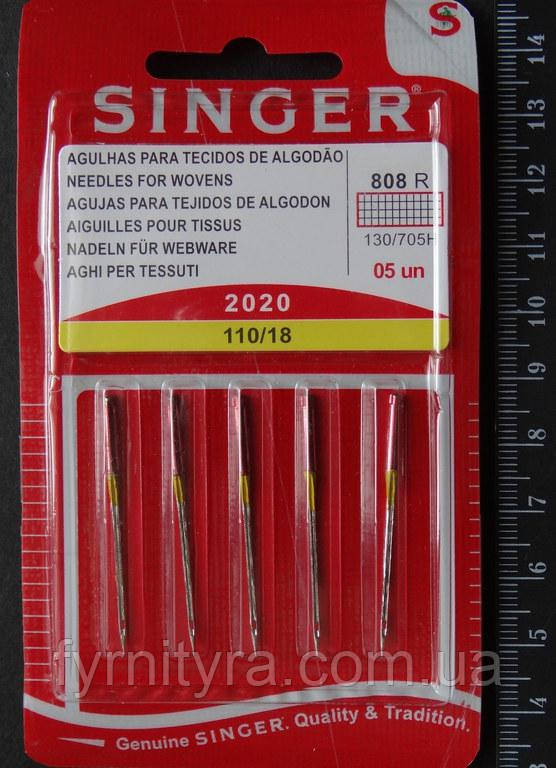 S
SINGER®
AGULHAS PARA TECIDOS DE ALGODÃO
NEEDLES FOR WOVENS
AGUJAS PARA TEJIDOS DE ALGODON
AIGUILLES POUR TISSUS
NADELN FÜR WEBWARE
AGHI PER TESSUTI
808 R
130/705H
05 un
2020
110/18
fyrnityra.com.ua
Genuine SINGER. Quality & Tradition.
14
13
12
11
10
9
8
7
6
5
4
3